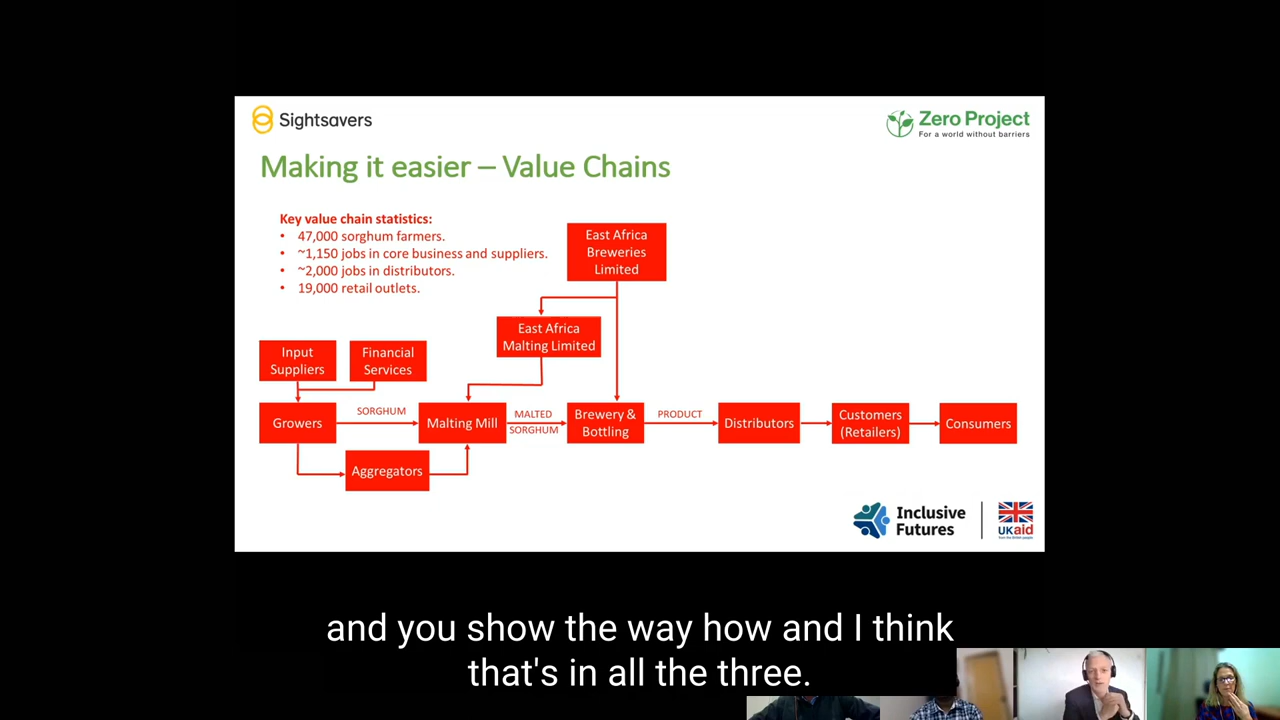 Sightsavers
Zero Project
For a world without barriers
Making it easier – Value Chains
Key value chain statistics:
• 47,000 sorghum farmers.
• ~1,150 jobs in core business and suppliers.
• ~2,000 jobs in distributors.
• 19,000 retail outlets.
East Africa
Breweries
Limited
East Africa
Malting Limited
Input
Suppliers
Financial
Services
Growers
SORGHUM
Malting Mill
MALTED
SORGHUM
Brewery &
Bottling
PRODUCT
Distributors
Customers
(Retailers)
Consumers
Aggregators
Inclusive
Futures
UKaid
from the British people
and you show the way how and I think
that's in all the three.